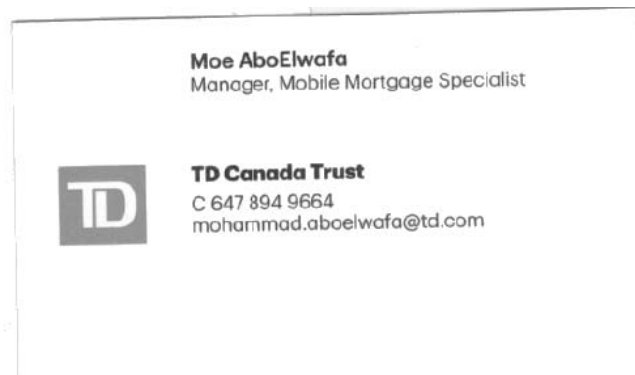 Moe AboElwafa
Manager, Mobile Mortgage Specialist
TD
TD Canada Trust
C 647 894 9664
mohammad.aboelwafa@td.com